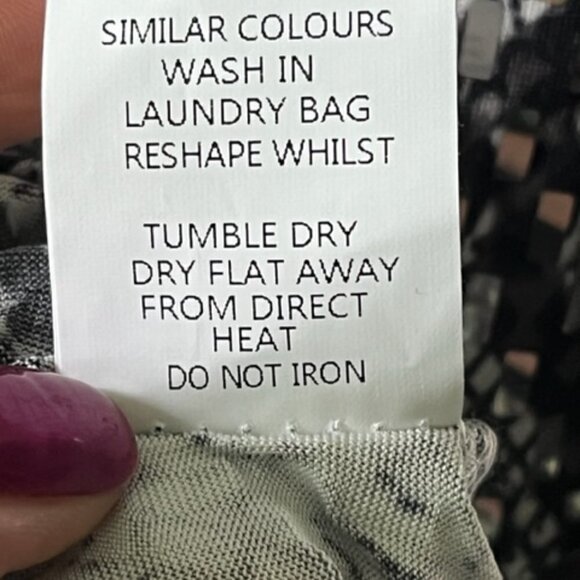 SIMILAR COLOURS
WASH IN
LAUNDRY BAG
RESHAPE WHILST
TUMBLE DRY
DRY FLAT AWAY
FROM DIRECT
HEAT
DO NOT IRON